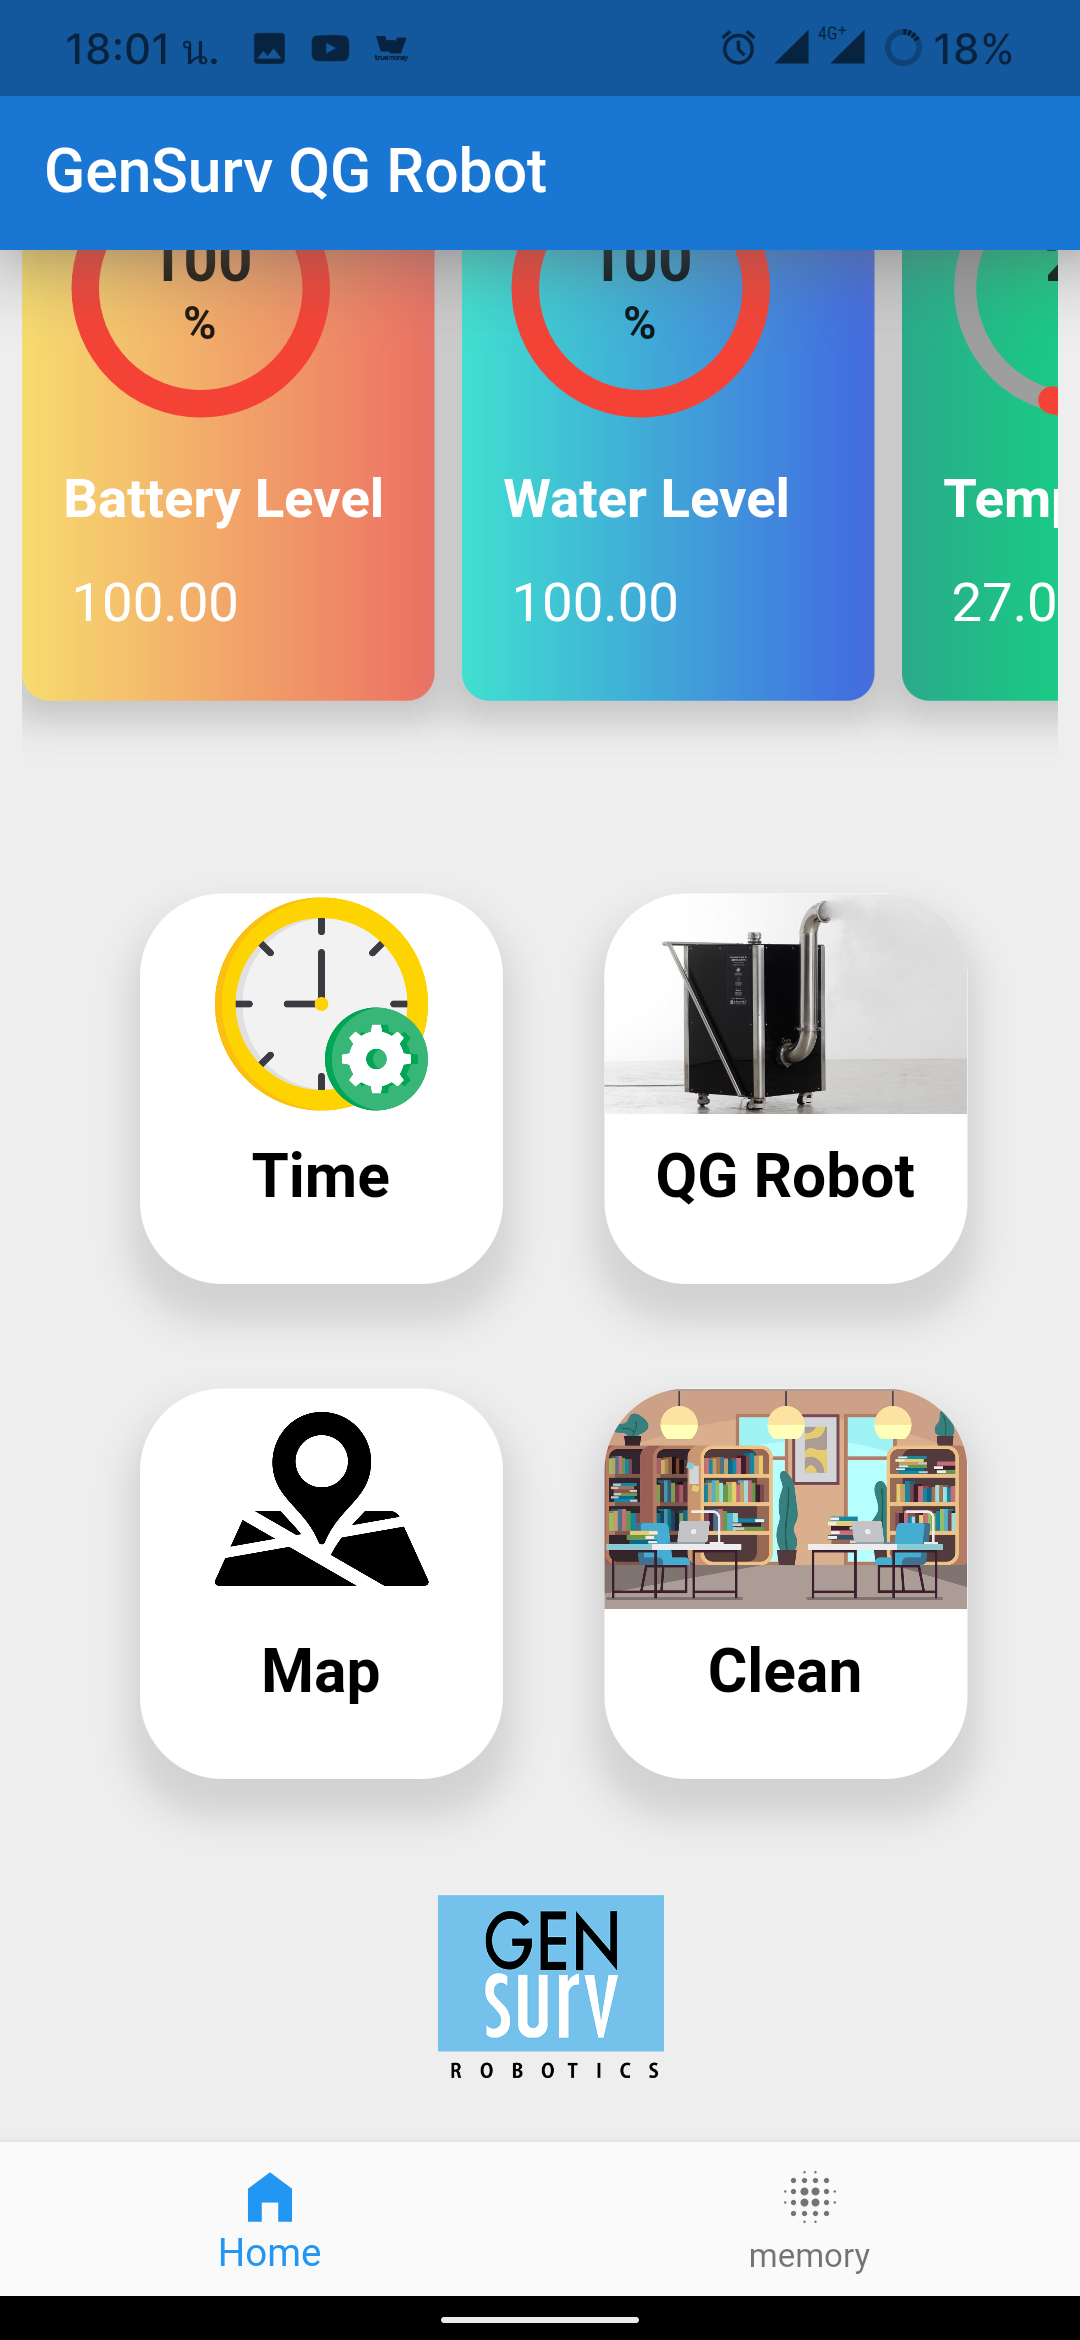 18:01 น.
4G+
18%
GenSurv QG Robot
100
%
100
%
Battery Level
Water Level
100.00
100.00
27.0
Time
QG Robot
Map
Clean
GEN
surv
ROBOTICS
Home
memory